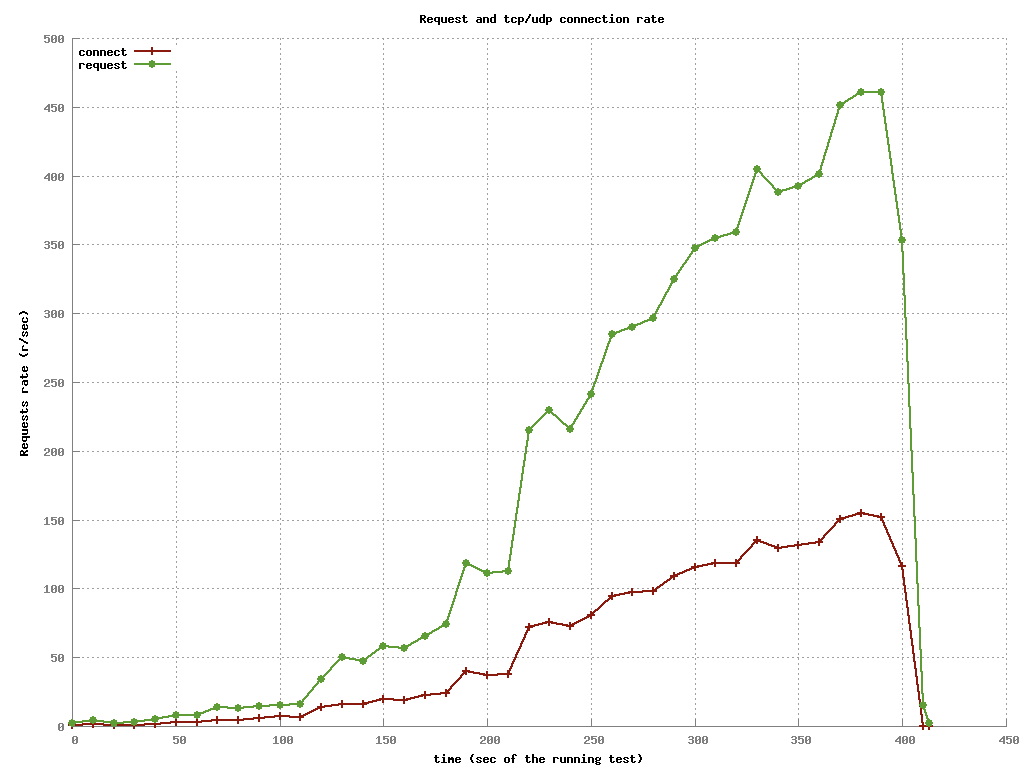 Request and tcp/udp connection rate
connect
request
500
450
400
350
300
250
200
150
100
50
0
Requests rate (r/sec)
0 50 100 150 200 250 300 350 400 450
time (sec of the running test)